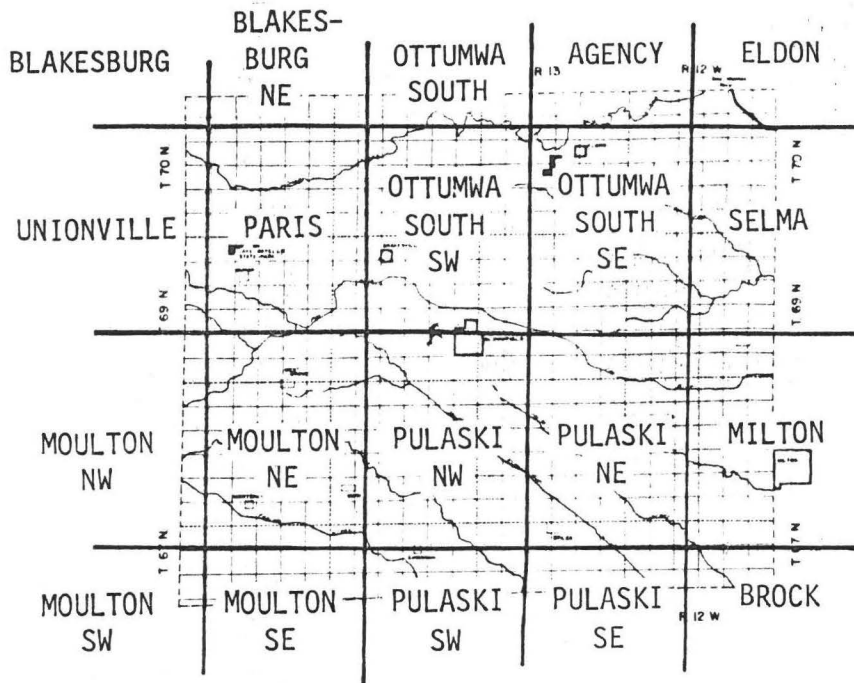 BLAKESBURG
BLAKES-
BURG
NE
OTTUMWA
SOUTH
AGENCY
ELDON
R 13
R 12 W
T 70 N
T 70 N
UNIONVILLE
PARIS
OTTUMWA
SOUTH
SW
OTTUMWA
SOUTH
SE
SELMA
STATE PARK
T 69 N
T 69 N
MOULTON
NW
MOULTON
NE
PULASKI
NW
PULASKI
NE
MILTON
T 67 N
MOULTON
SW
MOULTON
SE
PULASKI
SW
PULASKI
SE
BROCK
R 12 W